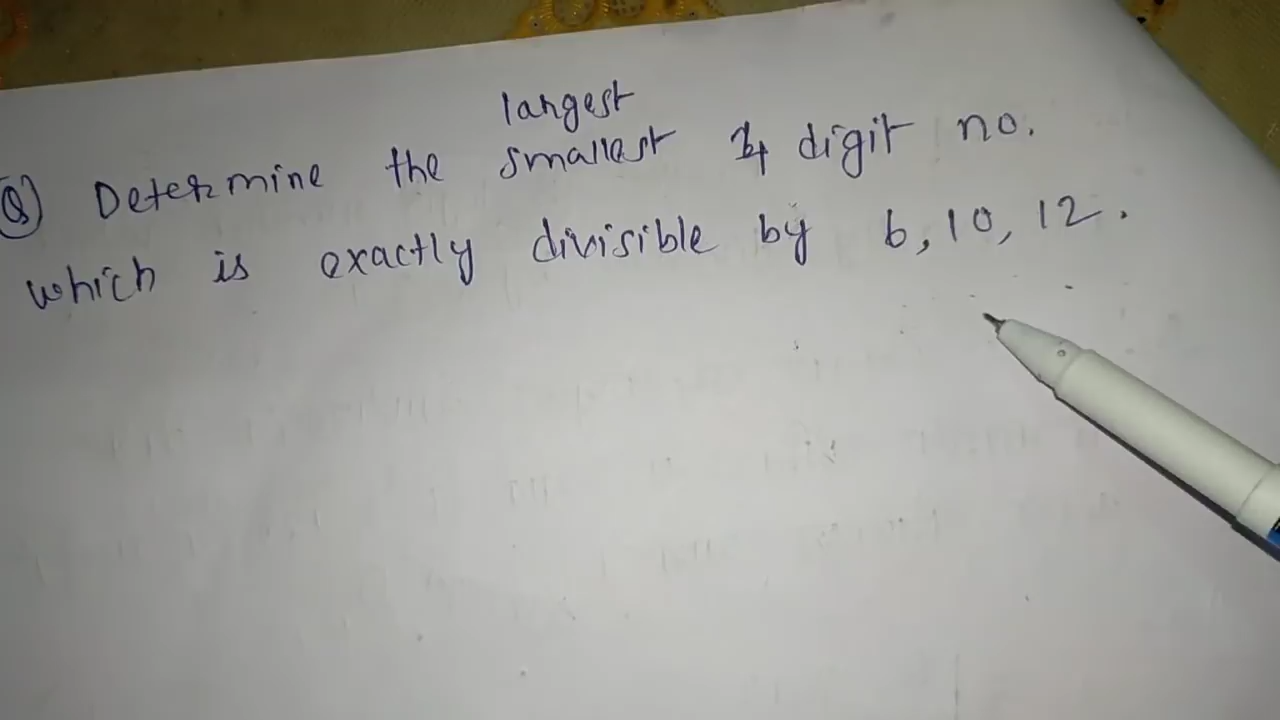 largest
Q) Determine the smallest 4 digit no.
which is exactly divisible by 6, 10, 12.